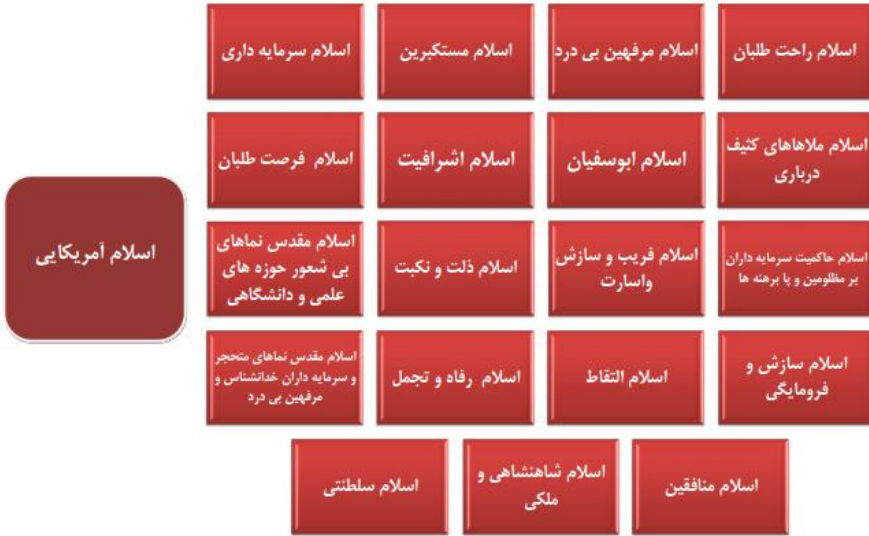 اسلام راحت طلبان
اسلام مرفهین بی درد
اسلام مستکبرین
اسلام سرمایه داری
اسلام ملاهاهای کثیف
درباری
اسلام ابوسفیان
اسلام اشرافیت
اسلام فرصت طلبان
اسلام آمریکایی
اسلام حاکمیت سرمایه داران
بر مظلومین و پا برهنه ها
اسلام فریب و سازش
واسارت
اسلام ذلت و نکبت
اسلام مقدس نماهای
بی شعور حوزه های
علمی و دانشگاهی
اسلام سازش و
فرومایگی
اسلام التقاط
اسلام رفاه و تجمل
اسلام مقدس نماهای متحجر
و سرمایه داران خدانشناس و
مرفهین بی درد
اسلام منافقین
اسلام شاهنشاهی و
ملکی
اسلام سلطنتی